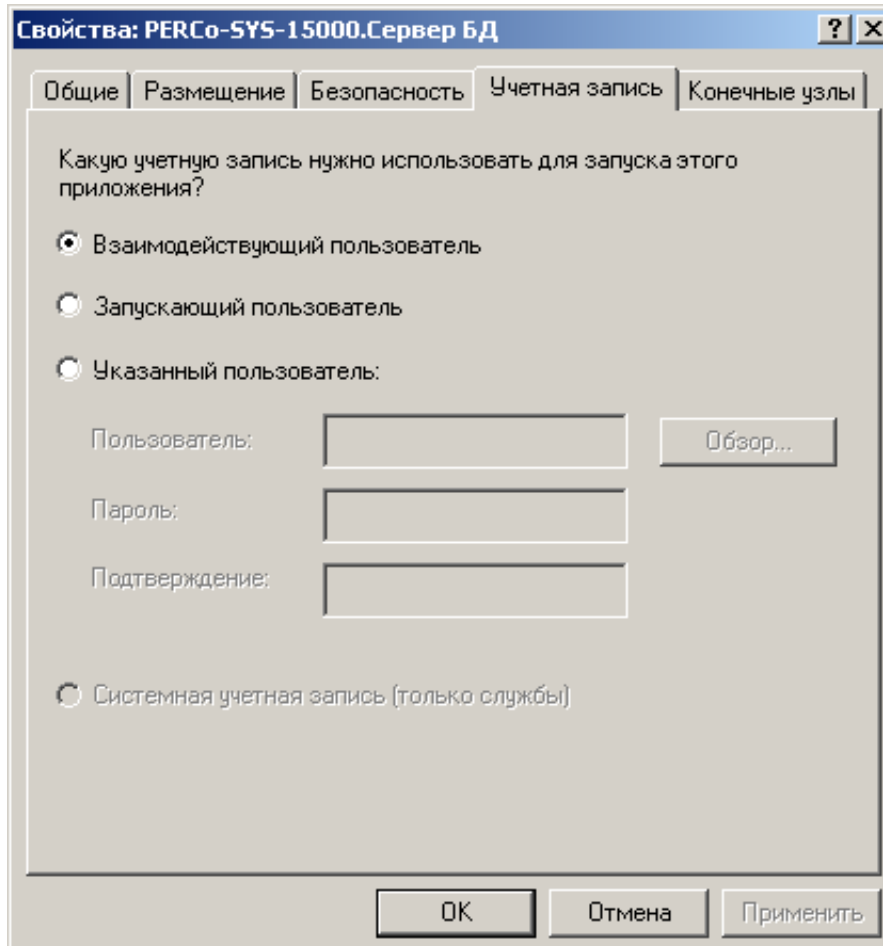 Свойства: PERCo-SYS-15000.Сервер БД
Общие Размещение Безопасность Учетная запись Конечные узлы
Какую учетную запись нужно использовать для запуска этого
приложения?
Взаимодействующий пользователь
Запускающий пользователь
Указанный пользователь:
Пользователь: Обзор...
Пароль:
Подтверждение:
Системная учетная запись (только службы)
OK Отмена Применить